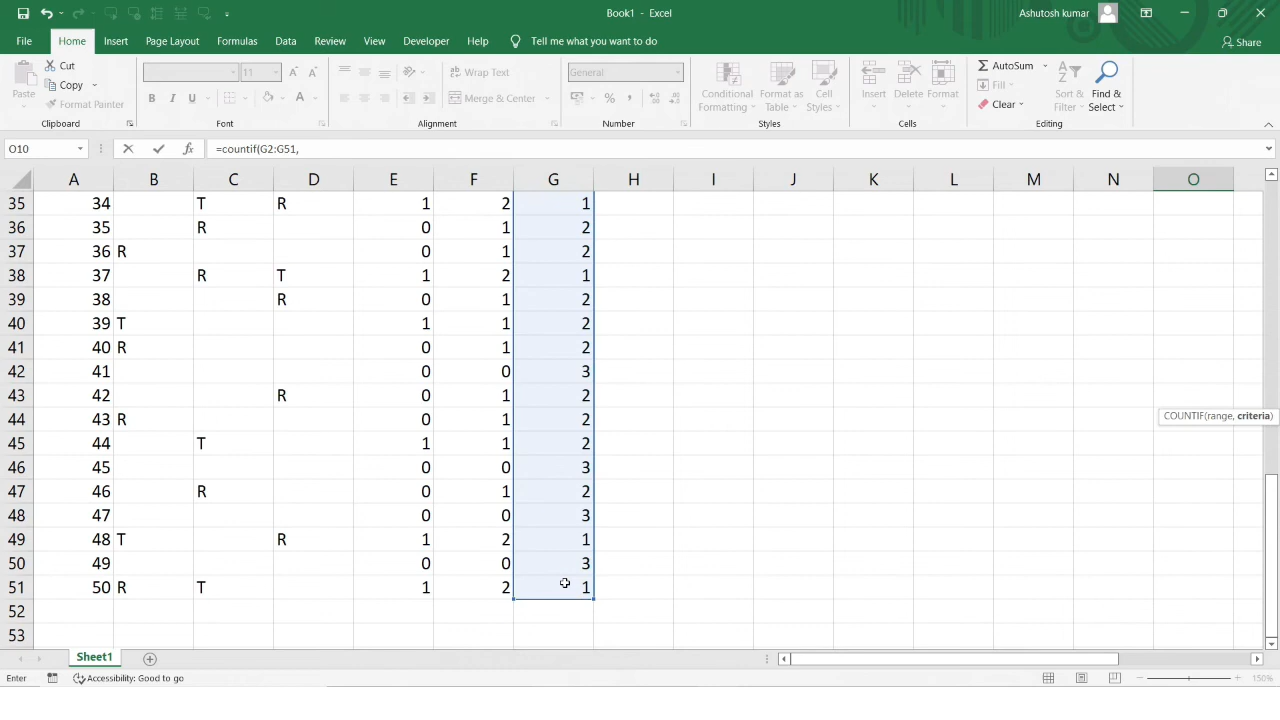 Book1 - Excel
Ashutosh kumar
File Home Insert Page Layout Formulas Data Review View Developer Help Tell me what you want to do Share
Paste Cut Copy Format Painter Clipboard
11 A A B I U A Font
Wrap Text Merge & Center Alignment
General % , Number
Conditional Formatting Format as Table Cell Styles Styles
Insert Delete Format Cells
AutoSum Fill Clear Sort & Filter Find & Select Editing
O10 fx =countif(G2:G51,
A B C D E F G H I J K L M N O
35 34 T R 1 2 1
36 35 R 0 1 2
37 36 R 0 1 2
38 37 R T 1 2 1
39 38 R 0 1 2
40 39 T 1 1 2
41 40 R 0 1 2
42 41 0 0 3
43 42 R 0 1 2
44 43 R 0 1 2
COUNTIF(range, criteria)
45 44 T 1 1 2
46 45 0 0 3
47 46 R 0 1 2
48 47 0 0 3
49 48 T R 1 2 1
50 49 0 0 3
51 50 R T 1 2 1
52
53
Sheet1
Enter Accessibility: Good to go 150%